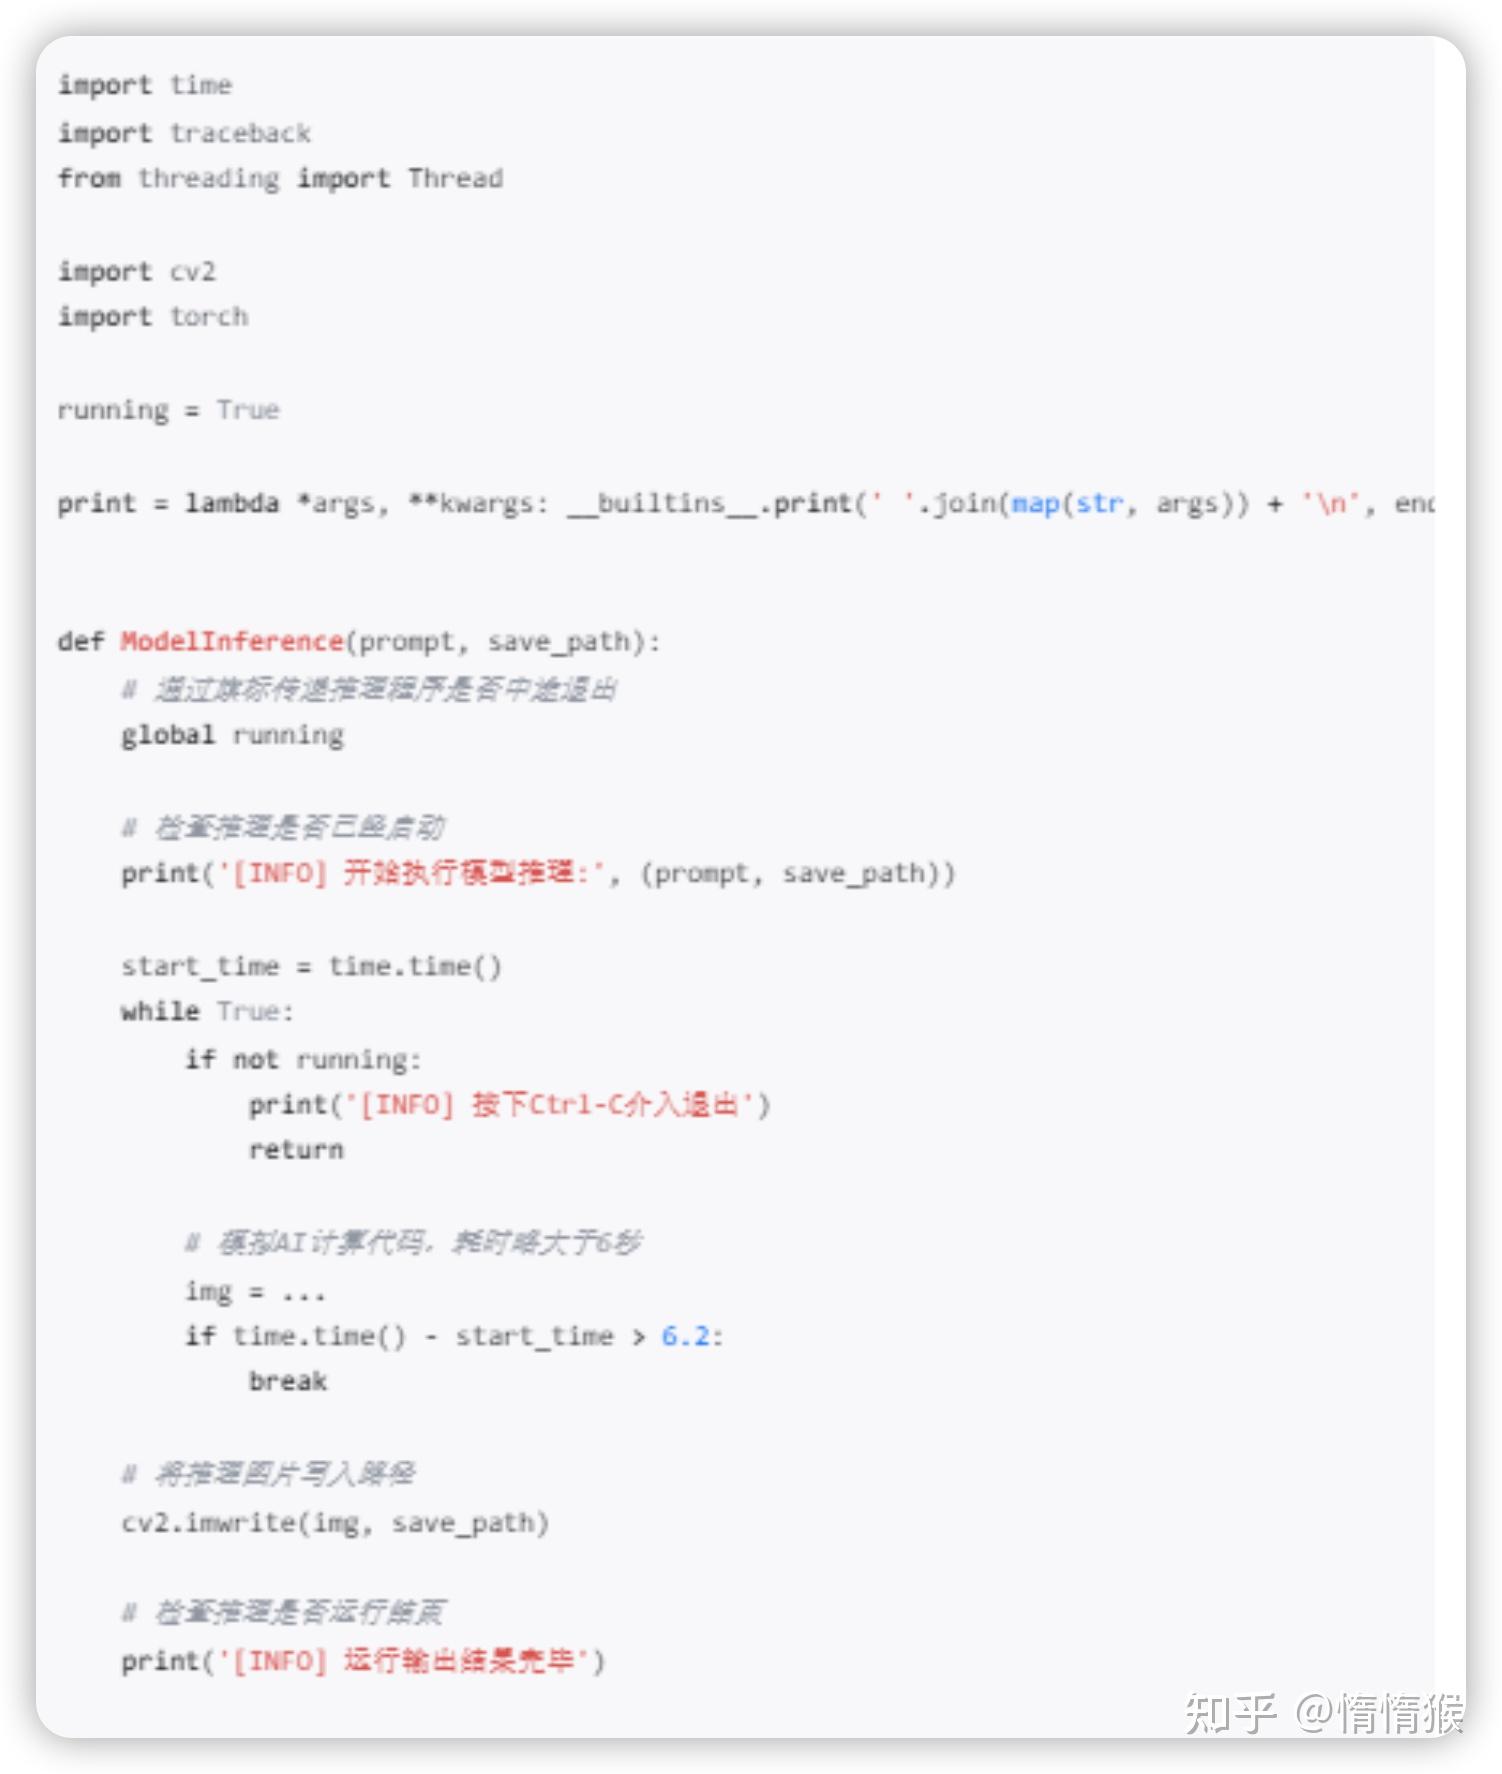 import time
import traceback
from threading import Thread
import cv2
import torch
running = True
print = lambda *args, **kwargs: __builtins__.print(' '.join(map(str, args)) + '\n', end
def ModelInference(prompt, save_path):
# 通过旗标传递推理程序是否中途退出
global running
# 检查推理是否已经启动
print('[INFO] 开始执行模型推理:', (prompt, save_path))
start_time = time.time()
while True:
if not running:
print('[INFO] 按下Ctrl-C介入退出')
return
# 模拟AI计算代码，耗时略大于6秒
img = ...
if time.time() - start_time > 6.2:
break
# 将推理图片写入路径
cv2.imwrite(img, save_path)
# 检查推理是否运行结束
print('[INFO] 运行输出结果完毕')
知乎 @惰惰猴